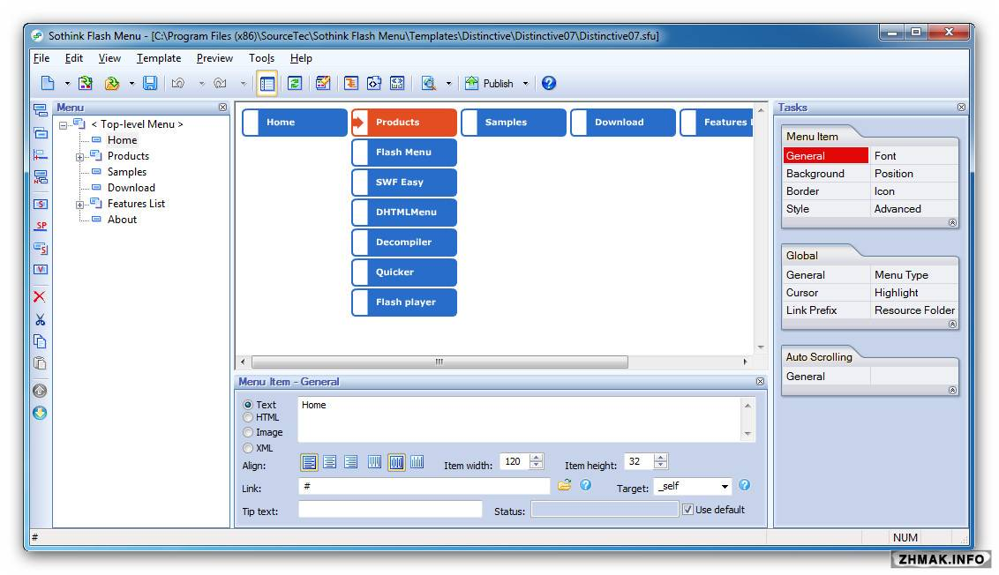 Sothink Flash Menu - [C:\Program Files (x86)\SourceTec\Sothink Flash Menu\Templates\Distinctive\Distinctive07\Distinctive07.sfu]
File Edit View Template Preview Tools Help
Publish
Menu
< Top-level Menu >
Home
Products
Samples
Download
Features List
About
Home Products Samples Download Features
Flash Menu
SWF Easy
DHTMLMenu
Decompiler
Quicker
Flash player
Menu Item - General
Text
HTML
Image
XML
Home
Align:
Item width: 120
Item height: 32
Link: #
Target: _self
Tip text:
Status:
Use default
Tasks
Menu Item
General Font
Background Position
Border Icon
Style Advanced
Global
General Menu Type
Cursor Highlight
Link Prefix Resource Folder
Auto Scrolling
General
# NUM
ZHMAK.INFO